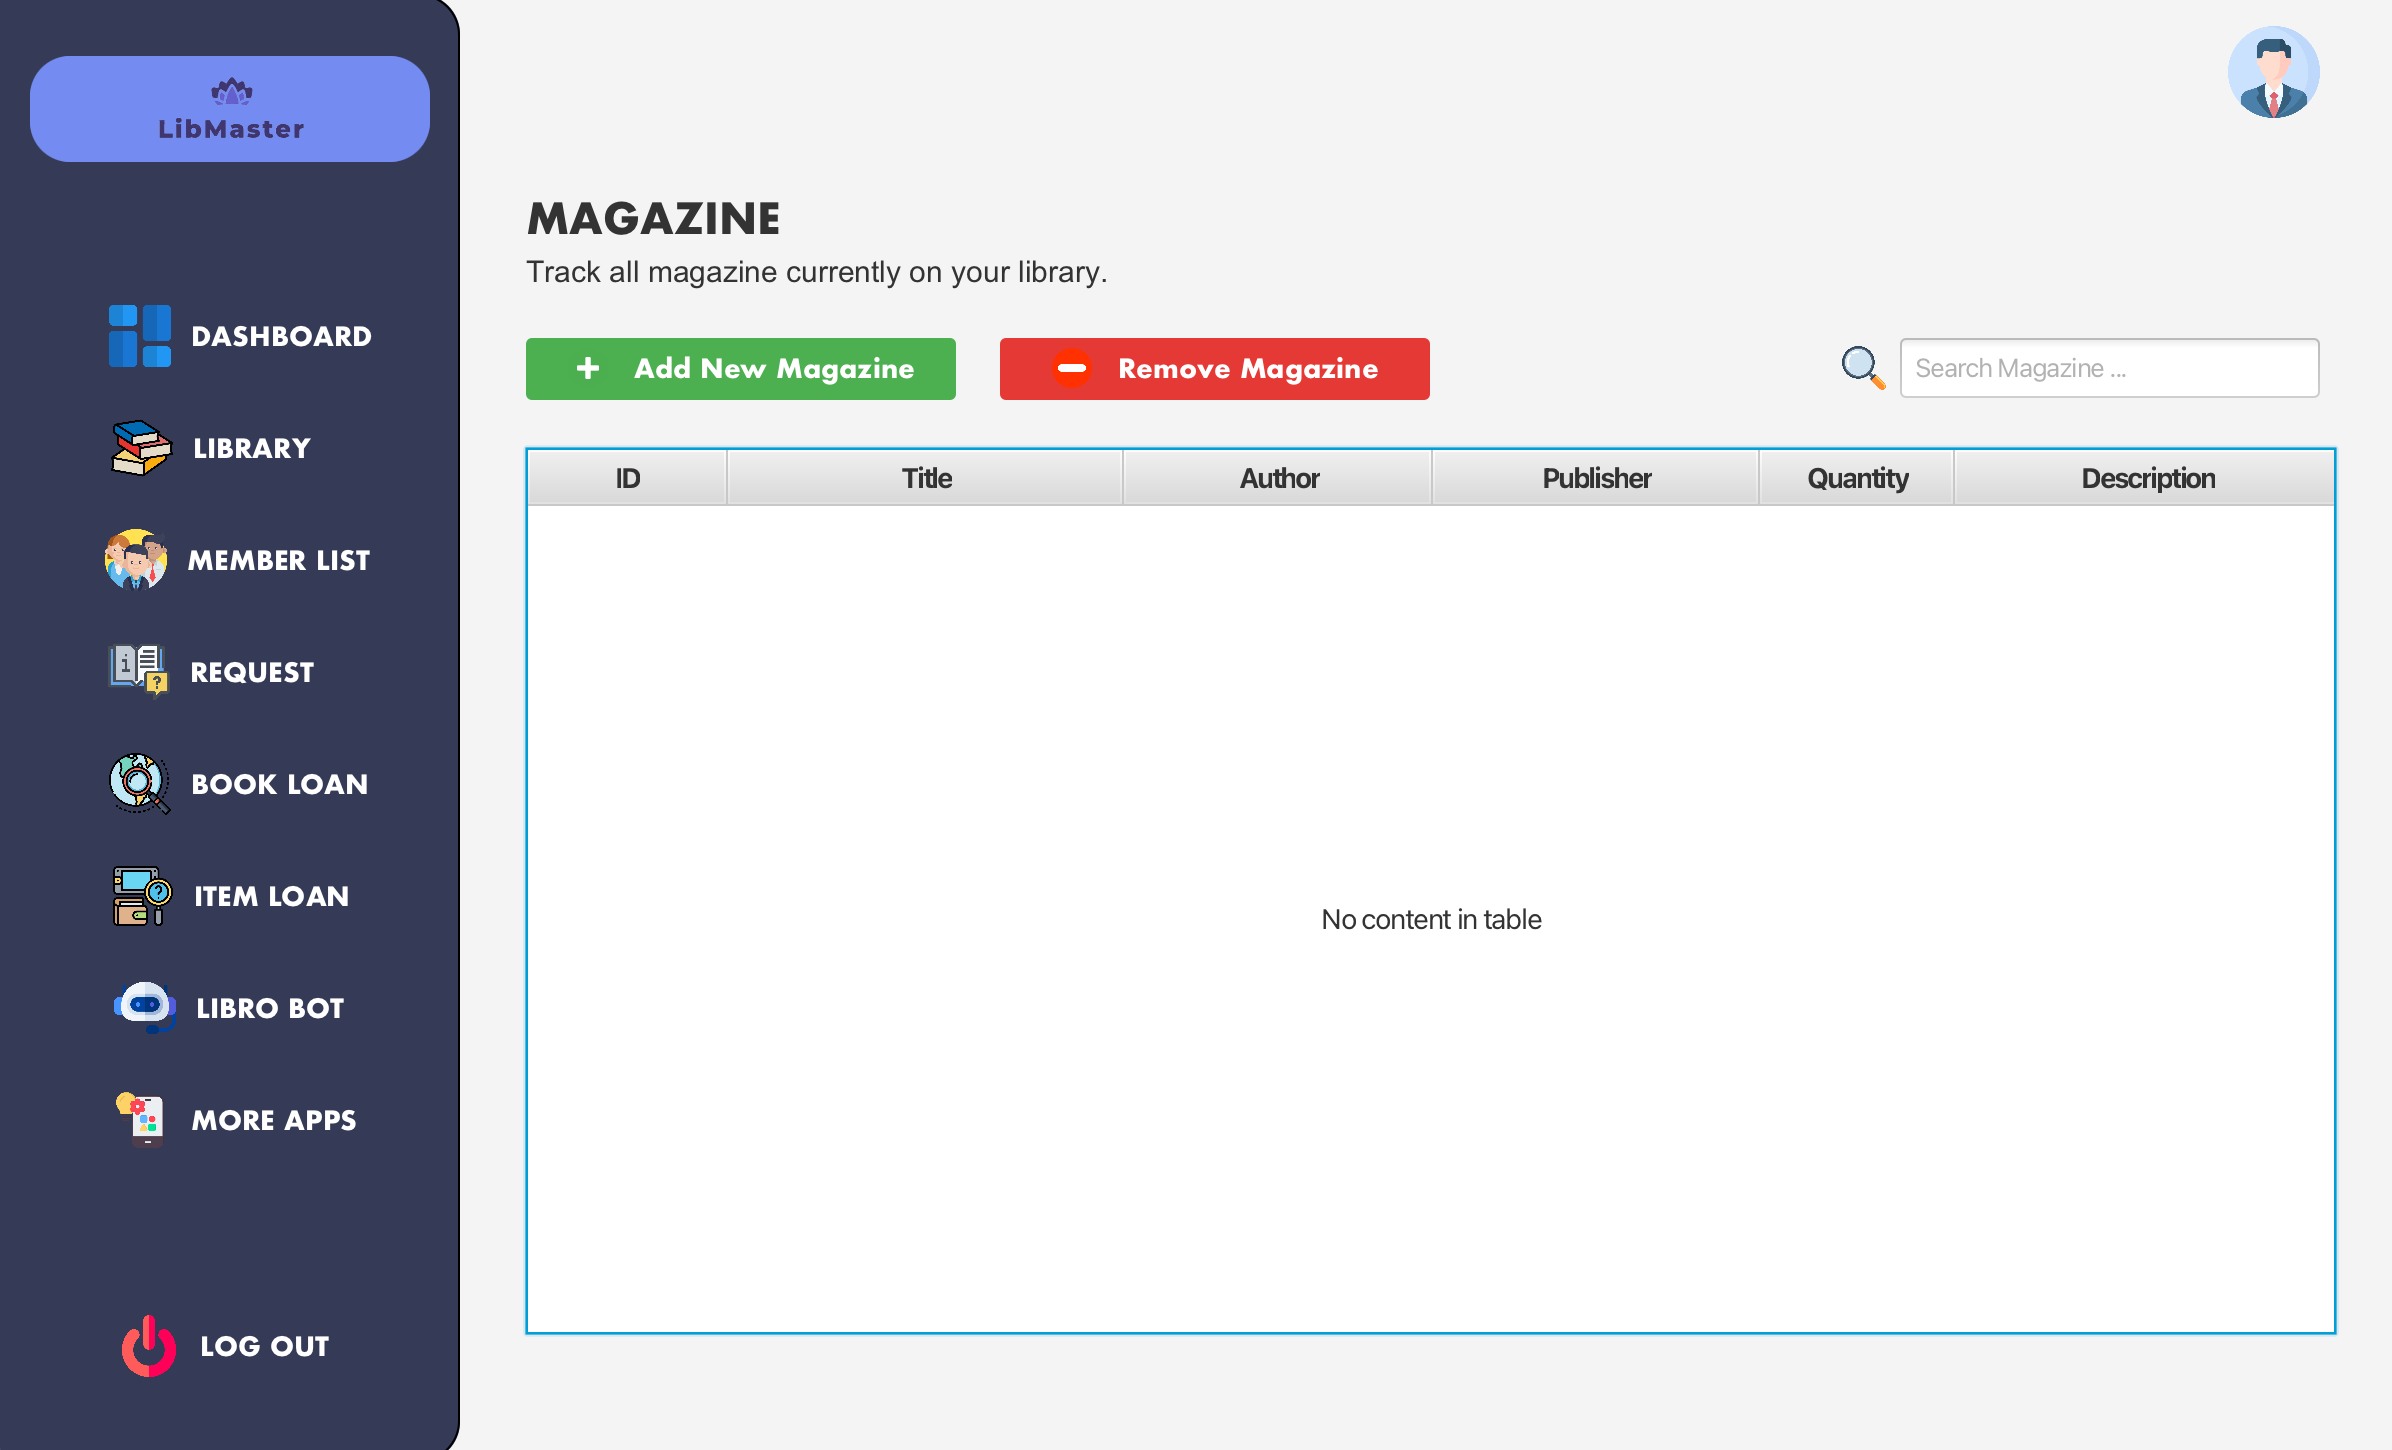 LibMaster
DASHBOARD
LIBRARY
MEMBER LIST
REQUEST
BOOK LOAN
ITEM LOAN
LIBRO BOT
MORE APPS
LOG OUT
MAGAZINE
Track all magazine currently on your library.
Add New Magazine
Remove Magazine
Search Magazine ...
ID Title Author Publisher Quantity Description
No content in table